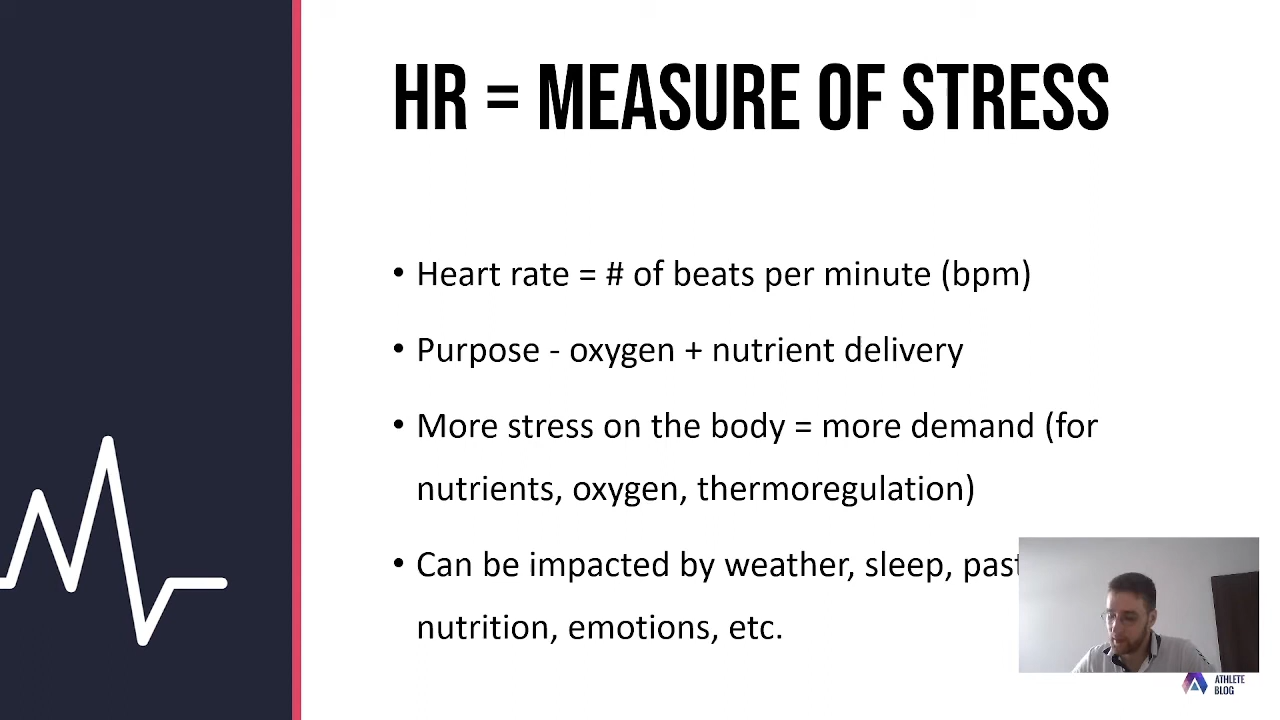 HR = MEASURE OF STRESS
• Heart rate = # of beats per minute (bpm)
• Purpose - oxygen + nutrient delivery
• More stress on the body = more demand (for
nutrients, oxygen, thermoregulation)
• Can be impacted by weather, sleep, past
nutrition, emotions, etc.
ATHLETE
BLOG